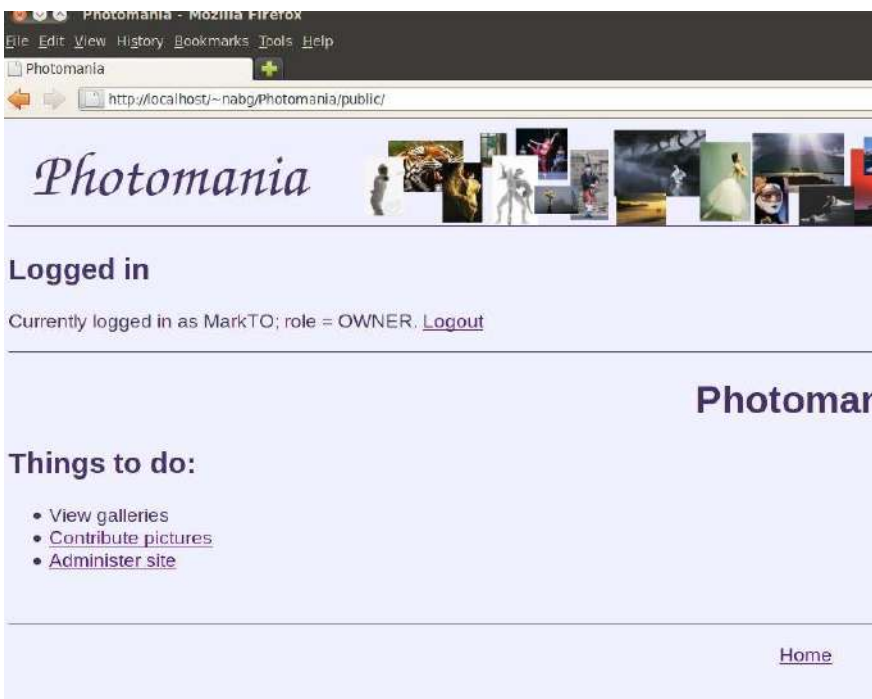 Photomania - Mozilla Firefox
File Edit View History Bookmarks Tools Help
Photomania
http://localhost/~nabg/Photomania/public/
Photomania
Logged in
Currently logged in as MarkTO; role = OWNER. Logout
Photoman
Things to do:
• View galleries
• Contribute pictures
• Administer site
Home